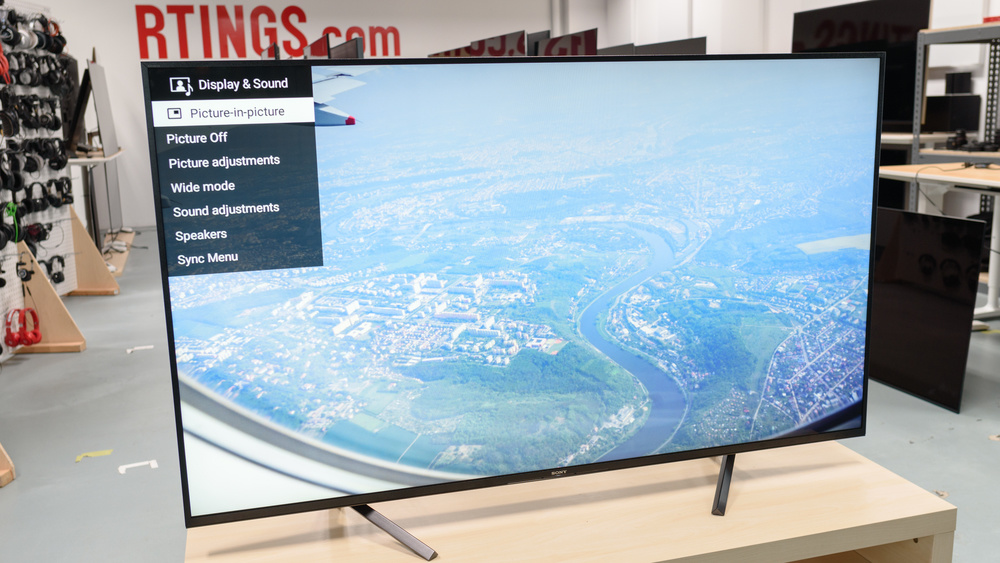 RTINGS.com
Display & Sound
Picture-in-picture
Picture Off
Picture adjustments
Wide mode
Sound adjustments
Speakers
Sync Menu
SONY